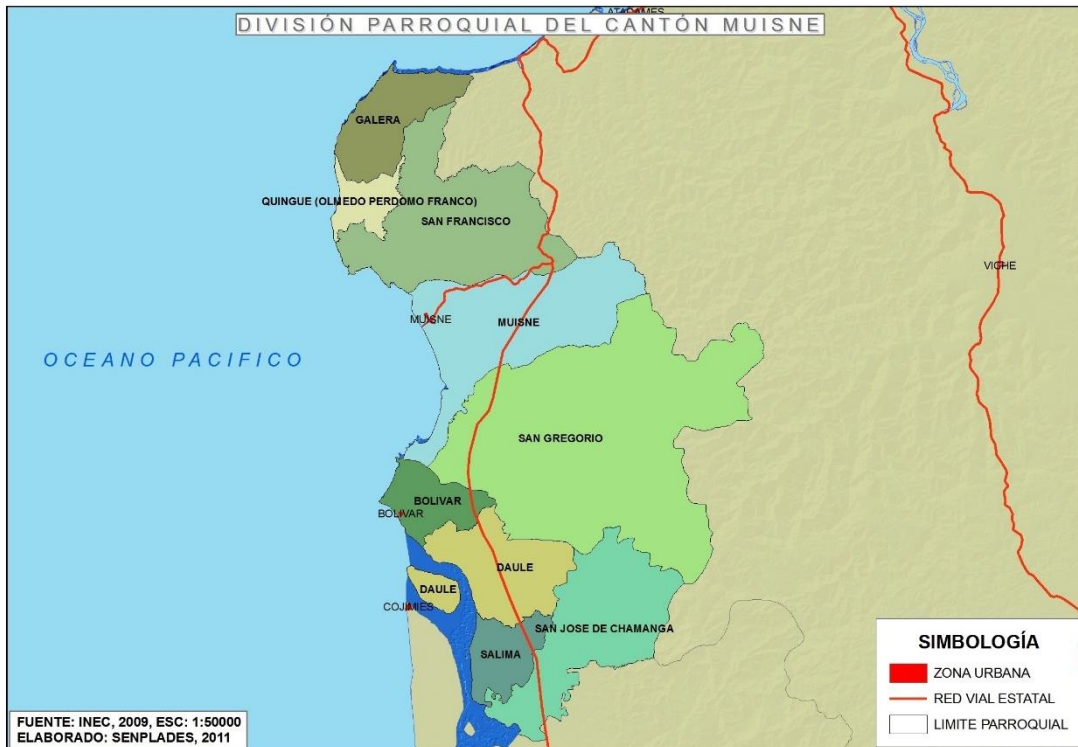 ATACAMES
DIVISIÓN PARROQUIAL DEL CANTÓN MUISNE
GALERA
QUINGUE (OLMEDO PERDOMO FRANCO)
SAN FRANCISCO
VICHE
MUISNE
MUISNE
OCEANO PACIFICO
SAN GREGORIO
BOLIVAR
BOLIVAR
DAULE
DAULE
COJIMIES
SAN JOSE DE CHAMANGA
SALIMA
SIMBOLOGÍA
ZONA URBANA
RED VIAL ESTATAL
LIMITE PARROQUIAL
FUENTE: INEC, 2009, ESC: 1:50000
ELABORADO: SENPLADES, 2011